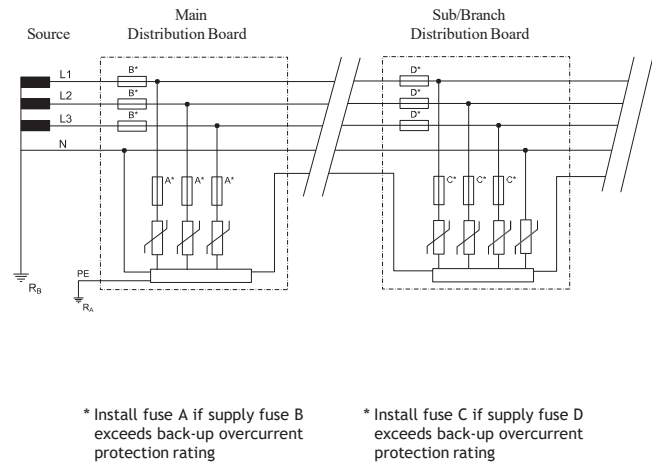 Main
Sub/Branch
Source
Distribution Board
Distribution Board
L1
B*
D*
L2
B*
D*
L3
B*
D*
N
A*
A*
A*
C*
C*
C*
PE
RB
RA
* Install fuse A if supply fuse B
exceeds back-up overcurrent
protection rating
* Install fuse C if supply fuse D
exceeds back-up overcurrent
protection rating